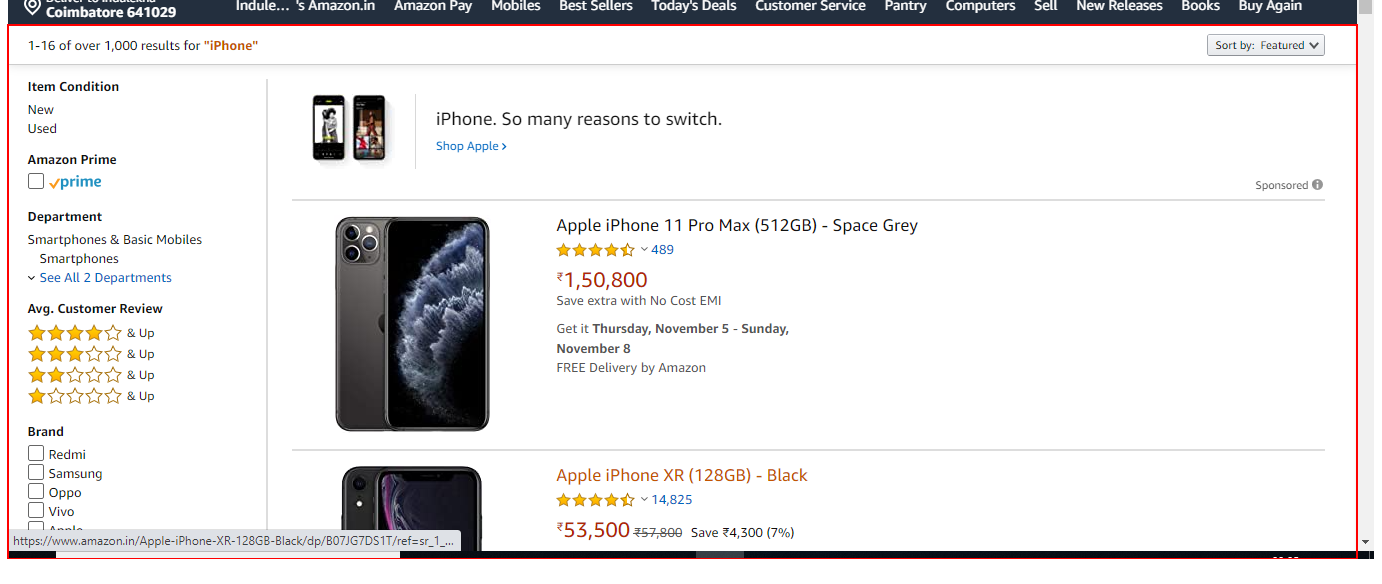 Coimbatore 641029
Indule... 's Amazon.in Amazon Pay Mobiles Best Sellers Today's Deals Customer Service Pantry Computers Sell New Releases Books Buy Again
1-16 of over 1,000 results for "iPhone"
Sort by: Featured
Item Condition
New
Used
Amazon Prime
prime
Department
Smartphones & Basic Mobiles
Smartphones
See All 2 Departments
Avg. Customer Review
& Up
& Up
& Up
& Up
Brand
Redmi
Samsung
Oppo
Vivo
Apple
iPhone. So many reasons to switch.
Shop Apple ›
Sponsored
Apple iPhone 11 Pro Max (512GB) - Space Grey
489
₹1,50,800
Save extra with No Cost EMI
Get it Thursday, November 5 - Sunday,
November 8
FREE Delivery by Amazon
Apple iPhone XR (128GB) - Black
14,825
₹53,500 ₹57,800 Save ₹4,300 (7%)
https://www.amazon.in/Apple-iPhone-XR-128GB-Black/dp/B07JG7DS1T/ref=sr_1_...